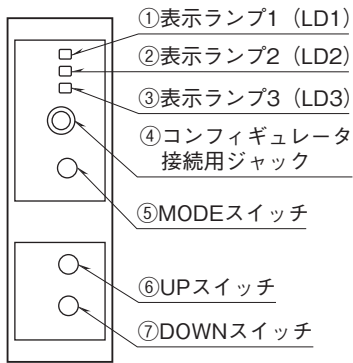 ①表示ランプ1（LD1）
②表示ランプ2（LD2）
③表示ランプ3（LD3）
④コンフィギュレータ
接続用ジャック
⑤MODEスイッチ
⑥UPスイッチ
⑦DOWNスイッチ